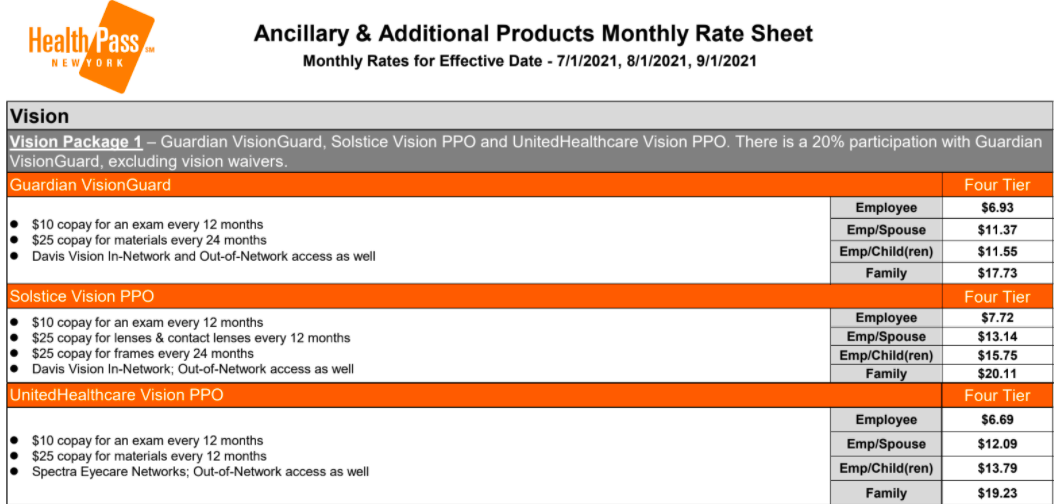 Health Pass SM
NEW YORK
Ancillary & Additional Products Monthly Rate Sheet
Monthly Rates for Effective Date - 7/1/2021, 8/1/2021, 9/1/2021
Vision
Vision Package 1 – Guardian VisionGuard, Solstice Vision PPO and UnitedHealthcare Vision PPO. There is a 20% participation with Guardian
VisionGuard, excluding vision waivers.
Guardian VisionGuard Four Tier
● $10 copay for an exam every 12 months
● $25 copay for materials every 24 months
● Davis Vision In-Network and Out-of-Network access as well
Employee $6.93
Emp/Spouse $11.37
Emp/Child(ren) $11.55
Family $17.73
Solstice Vision PPO Four Tier
● $10 copay for an exam every 12 months
● $25 copay for lenses & contact lenses every 12 months
● $25 copay for frames every 24 months
● Davis Vision In-Network; Out-of-Network access as well
Employee $7.72
Emp/Spouse $13.14
Emp/Child(ren) $15.75
Family $20.11
UnitedHealthcare Vision PPO Four Tier
● $10 copay for an exam every 12 months
● $25 copay for materials every 12 months
● Spectra Eyecare Networks; Out-of-Network access as well
Employee $6.69
Emp/Spouse $12.09
Emp/Child(ren) $13.79
Family $19.23